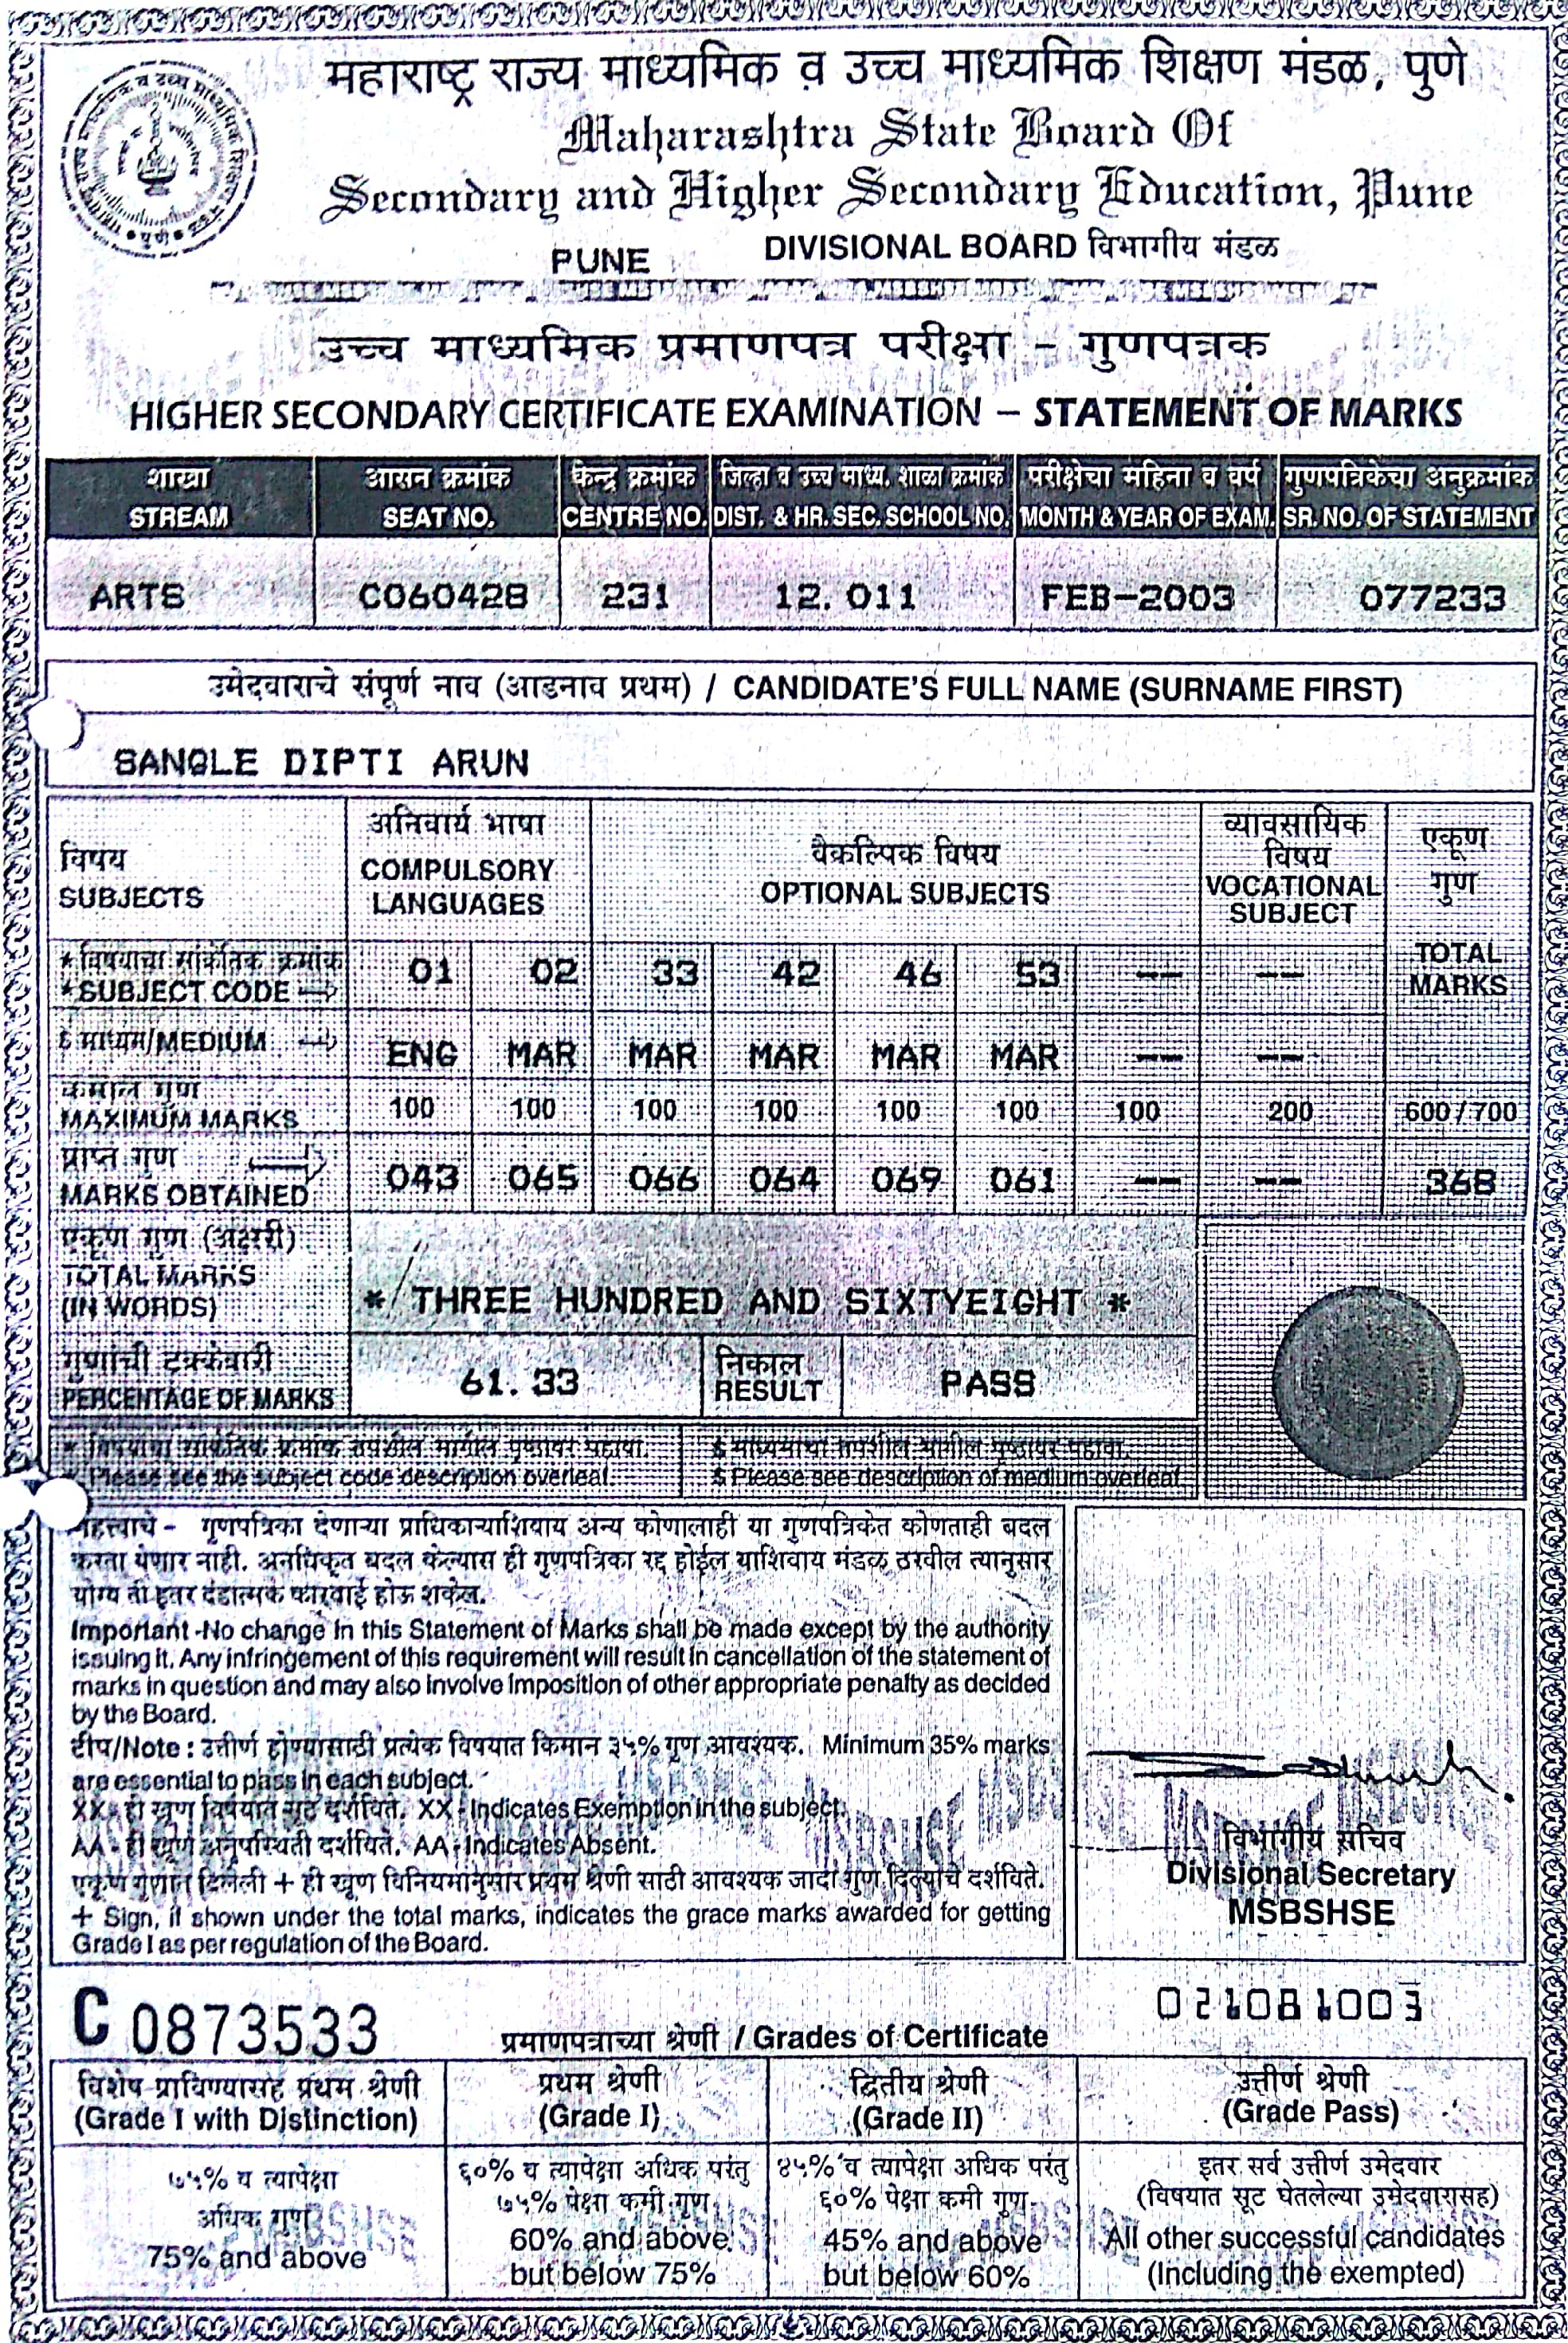 महाराष्ट्र राज्य माध्यमिक व उच्च माध्यमिक शिक्षण मंडळ, पुणे
Maharashtra State Board Of
Secondary and Higher Secondary Education, Pune
PUNE DIVISIONAL BOARD विभागीय मंडळ
उच्च माध्यमिक प्रमाणपत्र परीक्षा – गुणपत्रक
HIGHER SECONDARY CERTIFICATE EXAMINATION – STATEMENT OF MARKS
शाखा आसन क्रमांक केन्द्र क्रमांक जिल्हा व उच्च माध्य. शाळा क्रमांक परीक्षेचा महिना व वर्ष गुणपत्रिकेचा अनुक्रमांक
STREAM SEAT NO. CENTRE NO. DIST. & HR. SEC. SCHOOL NO. MONTH & YEAR OF EXAM. SR. NO. OF STATEMENT
ARTS C060428 231 12.011 FEB-2003 077233
उमेदवाराचे संपूर्ण नाव (आडनाव प्रथम) / CANDIDATE'S FULL NAME (SURNAME FIRST)
SANGLE DIPTI ARUN
विषय
SUBJECTS
अनिवार्य भाषा
COMPULSORY
LANGUAGES
वैकल्पिक विषय
OPTIONAL SUBJECTS
व्यावसायिक
विषय
VOCATIONAL
SUBJECT
एकूण
गुण
TOTAL
MARKS
* विषयाचा सांकेतिक क्रमांक
* SUBJECT CODE 01 02 33 42 46 53 -- --
$ माध्यम/MEDIUM ENG MAR MAR MAR MAR MAR -- --
कमाल गुण
MAXIMUM MARKS 100 100 100 100 100 100 100 200 600/700
प्राप्त गुण
MARKS OBTAINED 043 065 066 064 069 061 -- -- 368
एकूण गुण (अक्षरी)
TOTAL MARKS
(IN WORDS)
* THREE HUNDRED AND SIXTYEIGHT *
गुणांची टक्केवारी
PERCENTAGE OF MARKS
61.33
निकाल
RESULT
PASS
* विषयाचा सांकेतिक क्रमांक तपशील मागील पृष्ठावर पहावा.
Please see the subject code description overleaf.
$ माध्यमाचा तपशील मागील पृष्ठावर पहावा.
$ Please see description of medium overleaf.
महत्त्वाचे - गुणपत्रिका देणाऱ्या प्राधिकाऱ्याशिवाय अन्य कोणालाही या गुणपत्रिकेत कोणताही बदल
करता येणार नाही. अनधिकृत बदल केल्यास ही गुणपत्रिका रद्द होईल याशिवाय मंडळ ठरवील त्यानुसार
योग्य ती इतर दंडात्मक कारवाई होऊ शकेल.
Important -No change in this Statement of Marks shall be made except by the authority
issuing it. Any infringement of this requirement will result in cancellation of the statement of
marks in question and may also involve imposition of other appropriate penalty as decided
by the Board.
टीप/Note : उत्तीर्ण होण्यासाठी प्रत्येक विषयात किमान ३५% गुण आवश्यक. Minimum 35% marks
are essential to pass in each subject.
XX- ही खूण विषयात सूट दर्शविते. XX - Indicates Exemption in the subject.
AA - ही खूण अनुपस्थिती दर्शविते. AA - Indicates Absent.
एकूण गुणात दिलेली + ही खूण विनियमानुसार प्रथम श्रेणी साठी आवश्यक जादा गुण दिल्याचे दर्शविते.
+ Sign, if shown under the total marks, indicates the grace marks awarded for getting
Grade I as per regulation of the Board.
विभागीय सचिव
Divisional Secretary
MSBSHSE
C 0873533
021081003
प्रमाणपत्राच्या श्रेणी / Grades of Certificate
विशेष प्राविण्यासह प्रथम श्रेणी
(Grade I with Distinction)
प्रथम श्रेणी
(Grade I)
द्वितीय श्रेणी
(Grade II)
उत्तीर्ण श्रेणी
(Grade Pass)
७५% व त्यापेक्षा
अधिक गुण
75% and above
६०% व त्यापेक्षा अधिक परंतु
७५% पेक्षा कमी गुण
60% and above
but below 75%
४५% व त्यापेक्षा अधिक परंतु
६०% पेक्षा कमी गुण
45% and above
but below 60%
इतर सर्व उत्तीर्ण उमेदवार
(विषयात सूट घेतलेल्या उमेदवारासह)
All other successful candidates
(Including the exempted)